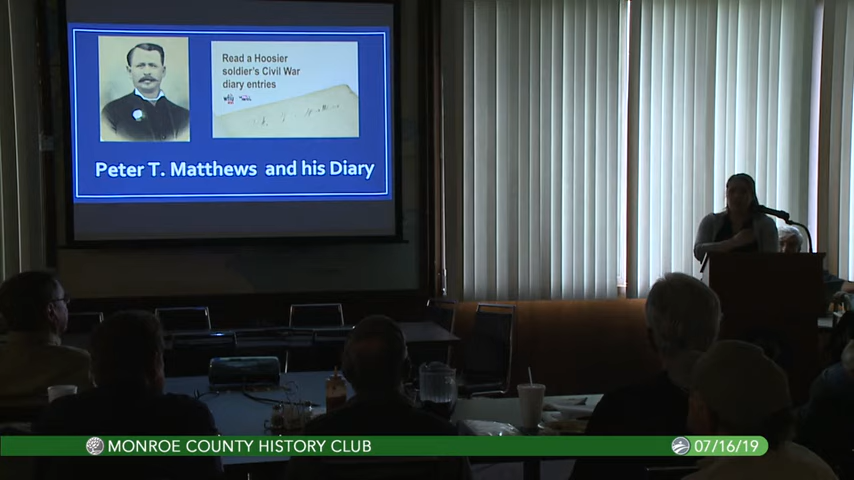 Read a Hoosier
soldier's Civil War
diary entries
Peter T. Matthews and his Diary
MONROE COUNTY HISTORY CLUB
07/16/19